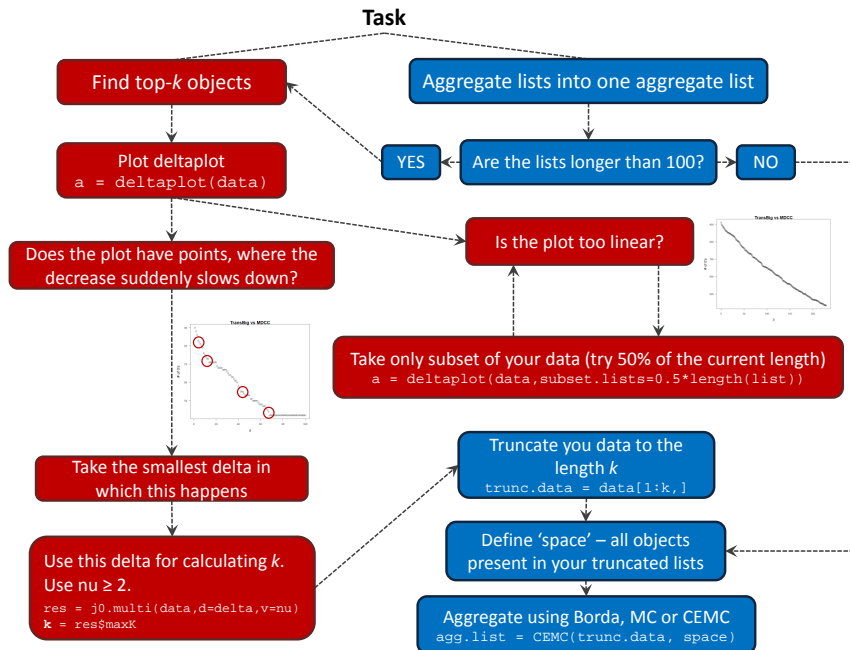 Task
Find top-k objects
Aggregate lists into one aggregate list
YES
Are the lists longer than 100?
NO
Plot deltaplot
a = deltaplot(data)
Does the plot have points, where the
decrease suddenly slows down?
Is the plot too linear?
TransBig vs MDCC
TransBig vs MDCC
Take only subset of your data (try 50% of the current length)
a = deltaplot(data,subset.lists=0.5*length(list))
Take the smallest delta in
which this happens
Truncate you data to the
length k
trunc.data = data[1:k,]
Use this delta for calculating k.
Use nu ≥ 2.
res = j0.multi(data,d=delta,v=nu)
k = res$maxK
Define ‘space’ – all objects
present in your truncated lists
Aggregate using Borda, MC or CEMC
agg.list = CEMC(trunc.data, space)